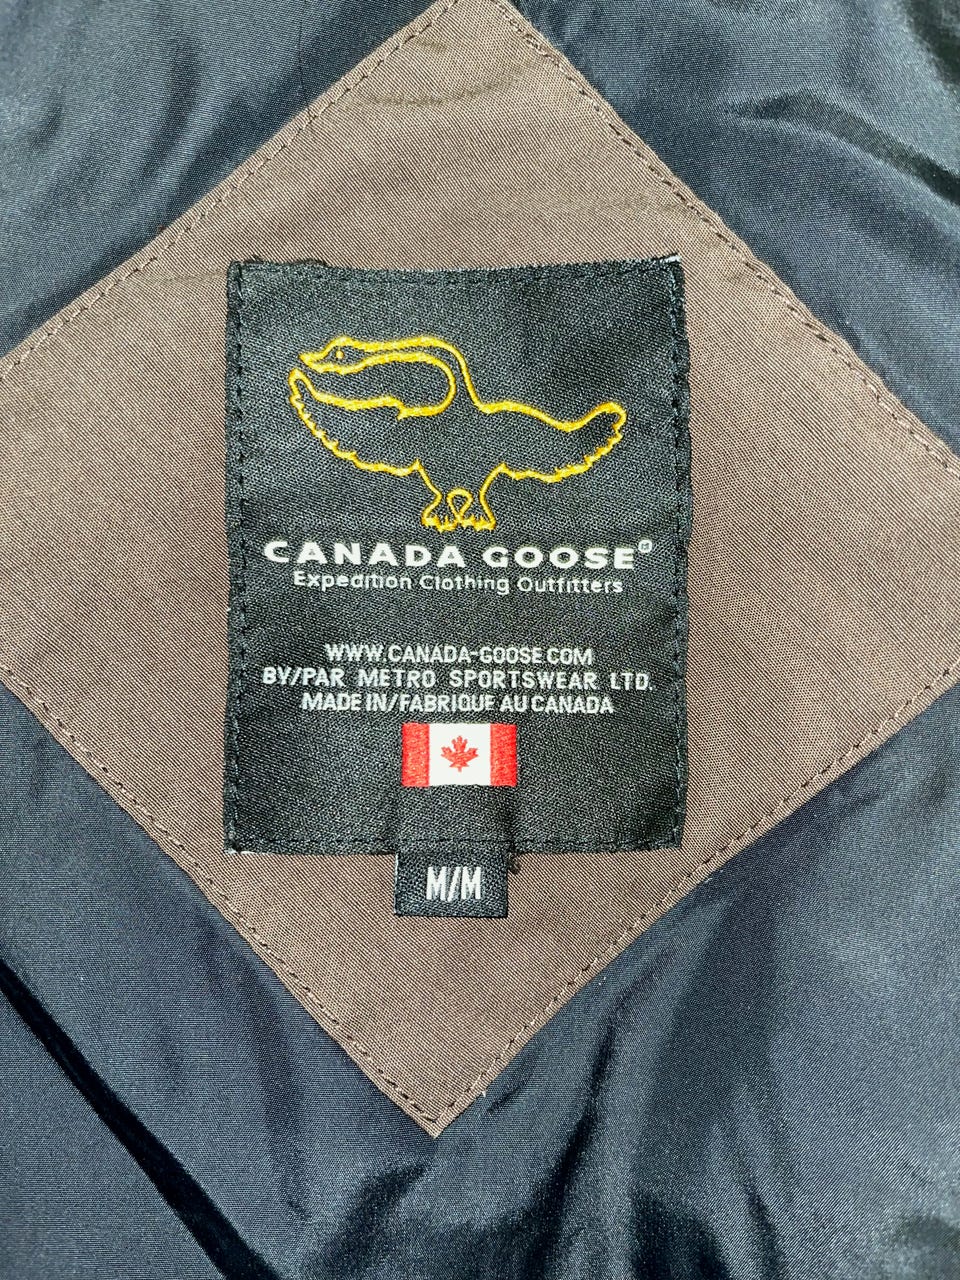 CANADA GOOSE®
Expedition Clothing Outfitters
WWW.CANADA-GOOSE.COM
BY/PAR METRO SPORTSWEAR LTD.
MADE IN/FABRIQUE AU CANADA
M/M